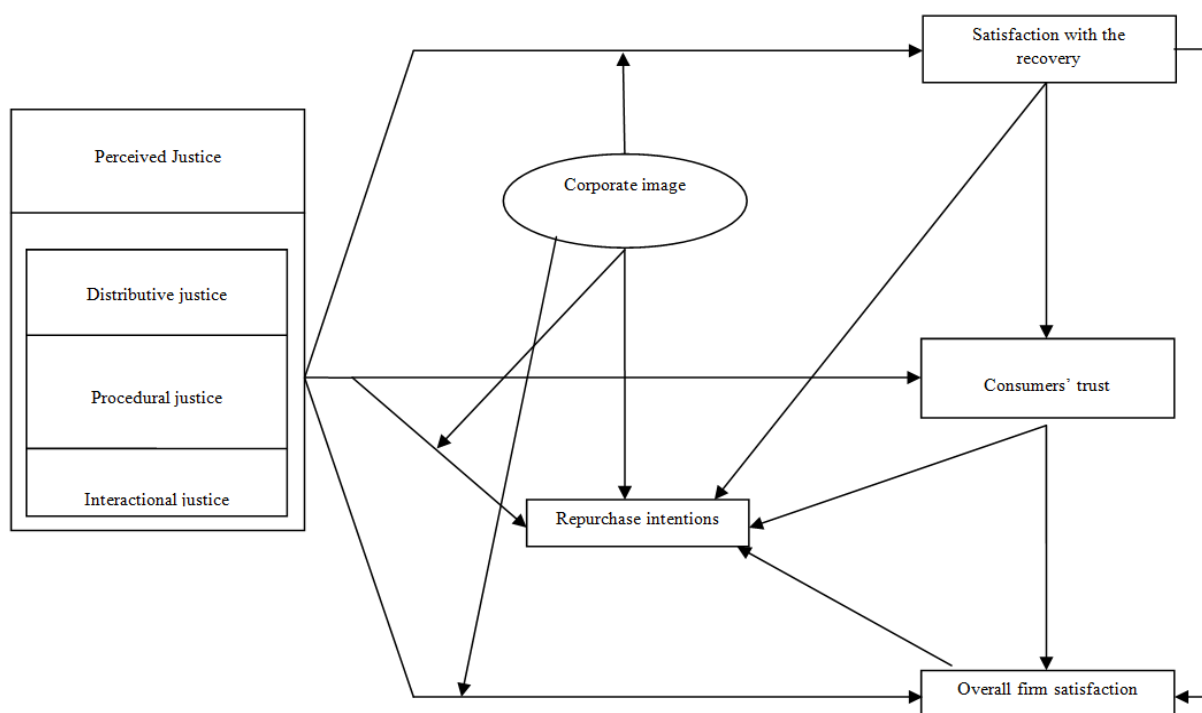 Satisfaction with the
recovery
Perceived Justice
Corporate image
Distributive justice
Procedural justice
Consumers’ trust
Interactional justice
Repurchase intentions
Overall firm satisfaction